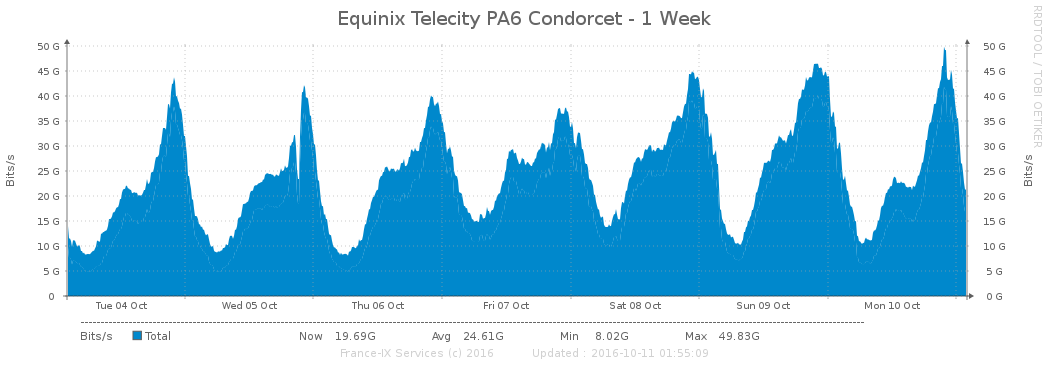 Equinix Telecity PA6 Condorcet - 1 Week
RRDTOOL / TOBI OETIKER
Bits/s
50 G 50 G
45 G 45 G
40 G 40 G
35 G 35 G
30 G 30 G
25 G 25 G
20 G 20 G
15 G 15 G
10 G 10 G
5 G 5 G
0 0 G
Bits/s
Tue 04 Oct Wed 05 Oct Thu 06 Oct Fri 07 Oct Sat 08 Oct Sun 09 Oct Mon 10 Oct
Bits/s Total Now 19.69G Avg 24.61G Min 8.02G Max 49.83G
France-IX Services (c) 2016 Updated : 2016-10-11 01:55:09